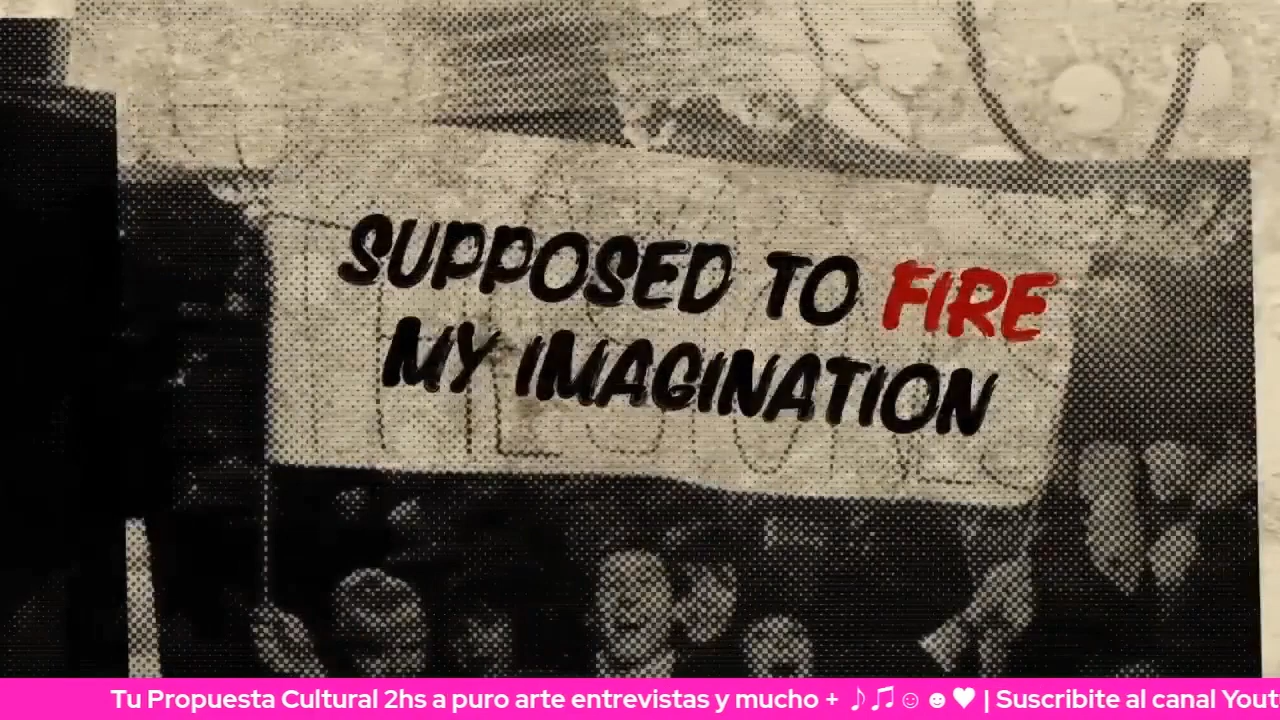 SUPPOSED TO FIRE
MY IMAGINATION
Tu Propuesta Cultural 2hs a puro arte entrevistas y mucho + ♪♫☺☻♥ | Suscribite al canal Yout